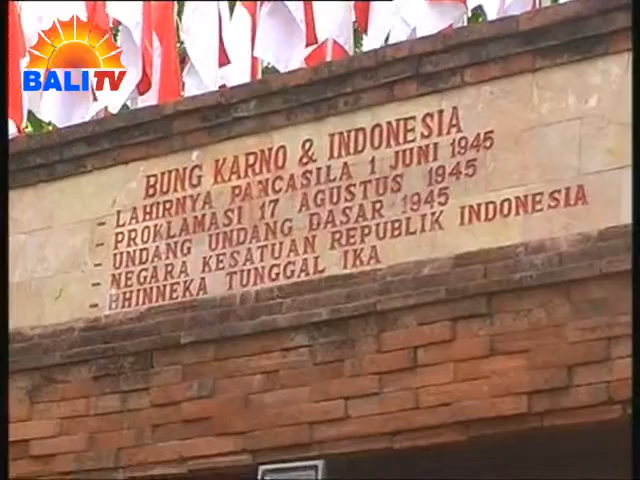 BALI TV
BUNG KARNO & INDONESIA
- LAHIRNYA PANCASILA 1 JUNI 1945
- PROKLAMASI 17 AGUSTUS 1945
- UNDANG UNDANG DASAR 1945
- NEGARA KESATUAN REPUBLIK INDONESIA
- BHINNEKA TUNGGAL IKA